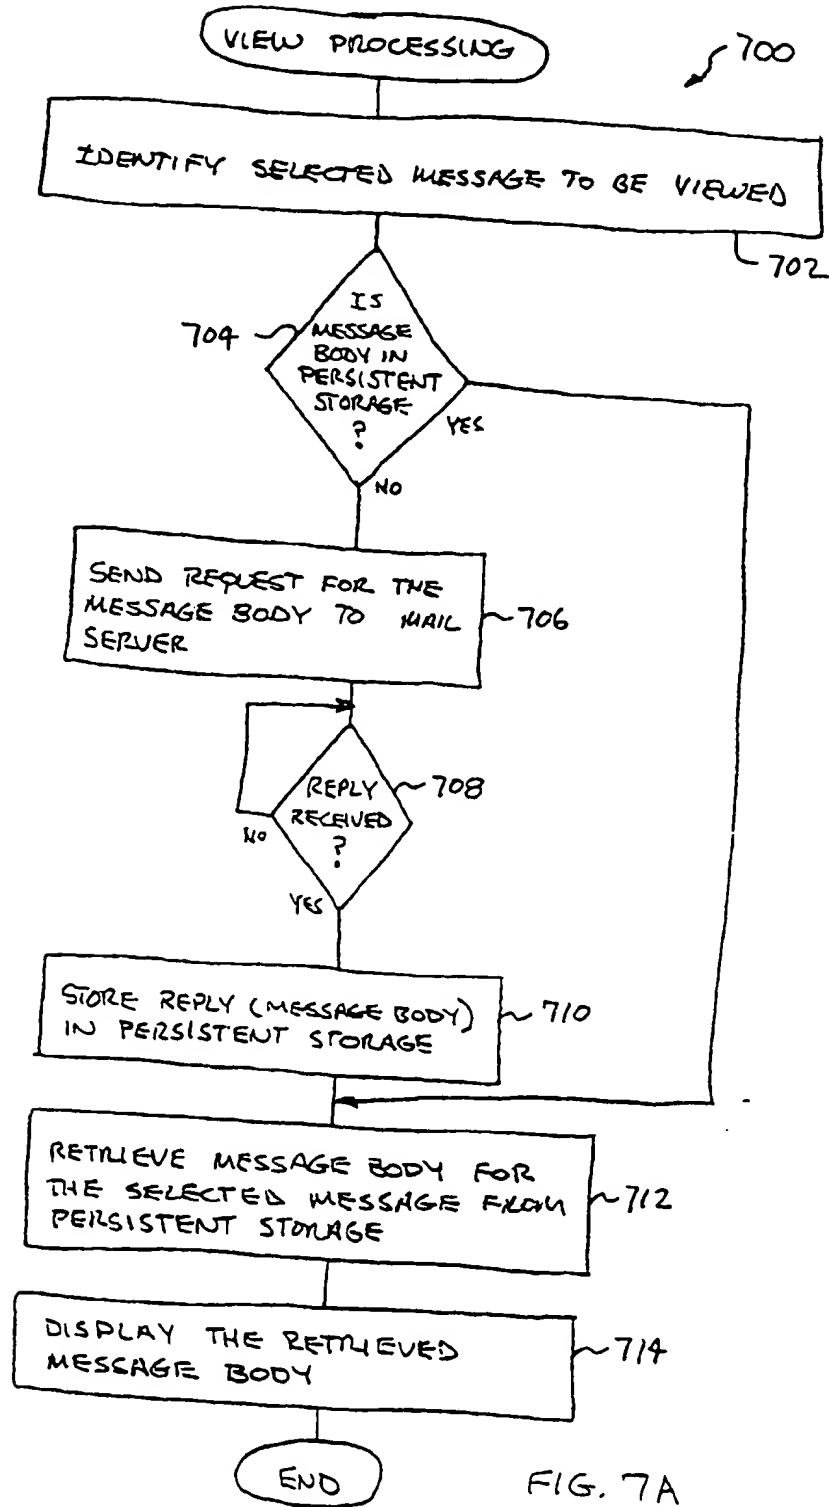 VIEW PROCESSING
700
IDENTIFY SELECTED MESSAGE TO BE VIEWED
702
704
IS
MESSAGE
BODY IN
PERSISTENT
STORAGE
?
YES
NO
SEND REQUEST FOR THE
MESSAGE BODY TO MAIL
SERVER
706
REPLY
RECEIVED
?
708
NO
YES
STORE REPLY (MESSAGE BODY)
IN PERSISTENT STORAGE
710
RETRIEVE MESSAGE BODY FOR
THE SELECTED MESSAGE FROM
PERSISTENT STORAGE
712
DISPLAY THE RETRIEVED
MESSAGE BODY
714
END
FIG. 7A